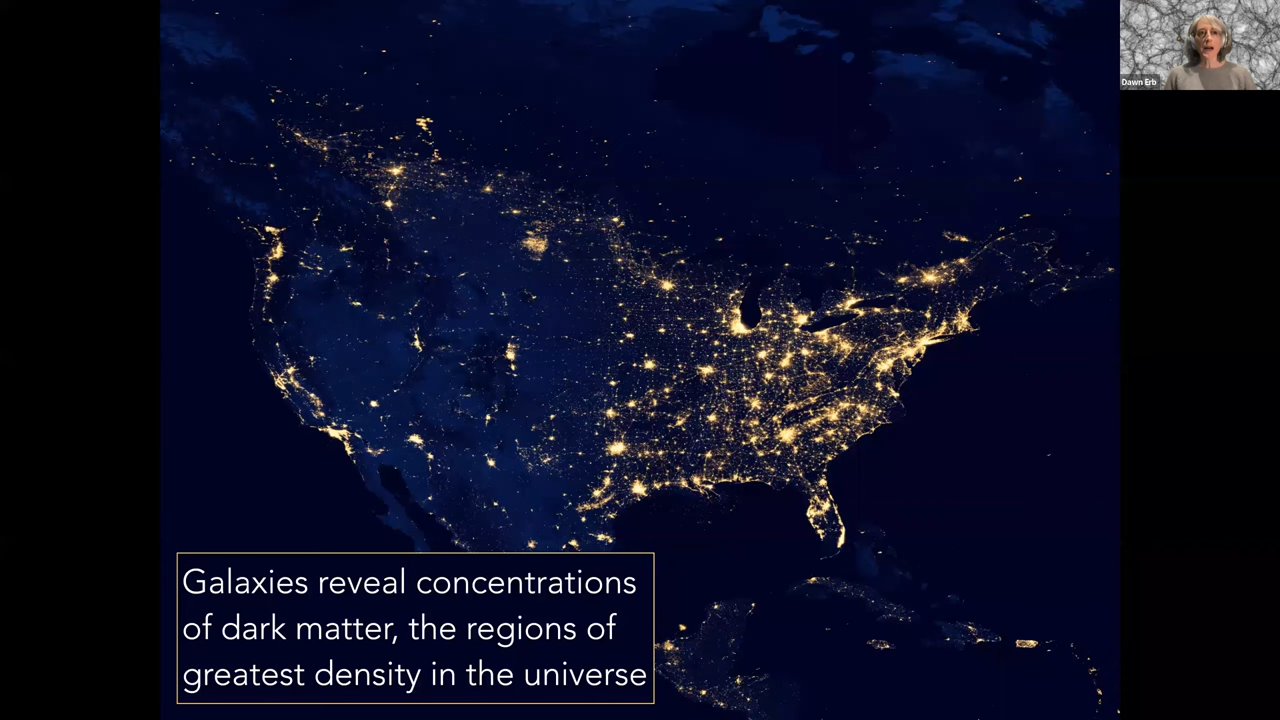 Dawn Erb
Galaxies reveal concentrations
of dark matter, the regions of
greatest density in the universe